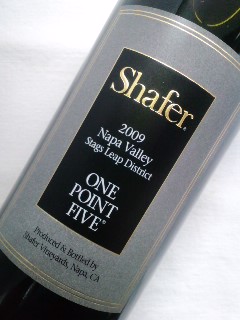 Shafer®
2009
Napa Valley
Stags Leap District
ONE
POINT
FIVE®
Produced & Bottled by
Shafer Vineyards, Napa, CA